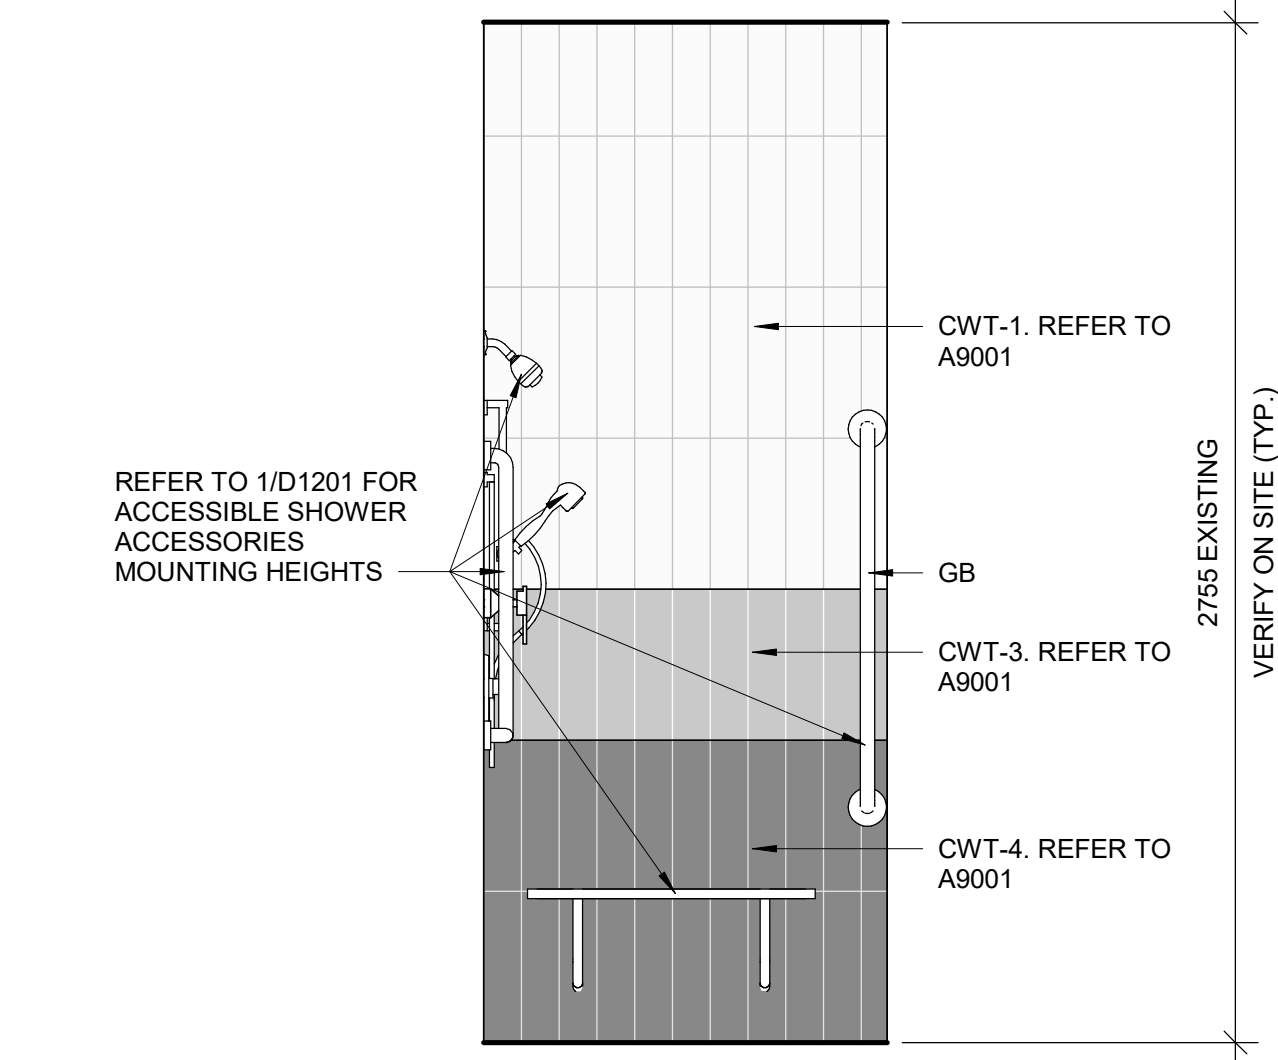 CWT-1. REFER TO
A9001
REFER TO 1/D1201 FOR
ACCESSIBLE SHOWER
ACCESSORIES
MOUNTING HEIGHTS
GB
CWT-3. REFER TO
A9001
CWT-4. REFER TO
A9001
2755 EXISTING
VERIFY ON SITE (TYP.)